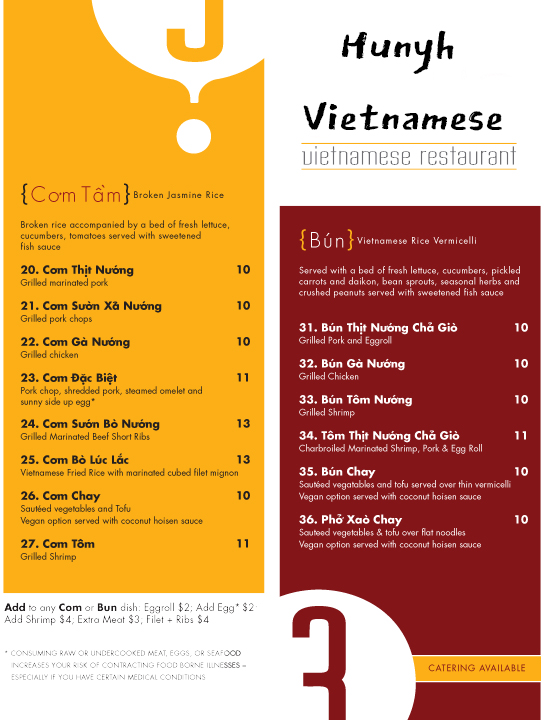 Hunyh
Vietnamese
vietnamese restaurant
{Cơm Tấm} Broken Jasmine Rice
Broken rice accompanied by a bed of fresh lettuce,
cucumbers, tomatoes served with sweetened
fish sauce
20. Cơm Thịt Nướng 10
Grilled marinated pork
21. Cơm Sườn Xã Nướng 10
Grilled pork chops
22. Cơm Gà Nướng 10
Grilled chicken
23. Cơm Đặc Biệt 11
Pork chop, shredded pork, steamed omelet and
sunny side up egg*
24. Cơm Sướn Bò Nướng 13
Grilled Marinated Beef Short Ribs
25. Cơm Bò Lúc Lắc 13
Vietnamese Fried Rice with marinated cubed filet mignon
26. Cơm Chay 10
Sautéed vegetables and Tofu
Vegan option served with coconut hoisen sauce
27. Cơm Tôm 11
Grilled Shrimp
Add to any Com or Bun dish: Eggroll $2; Add Egg* $2
Add Shrimp $4; Extra Meat $3; Filet + Ribs $4
* CONSUMING RAW OR UNDERCOOKED MEAT, EGGS, OR SEAFOOD
INCREASES YOUR RISK OF CONTRACTING FOOD BORNE ILLNESSES –
ESPECIALLY IF YOU HAVE CERTAIN MEDICAL CONDITIONS
{Bún} Vietnamese Rice Vermicelli
Served with a bed of fresh lettuce, cucumbers, pickled
carrots and daikon, bean sprouts, seasonal herbs and
crushed peanuts served with sweetened fish sauce
31. Bún Thịt Nướng Chả Giò 10
Grilled Pork and Eggroll
32. Bún Gà Nướng 10
Grilled Chicken
33. Bún Tôm Nướng 10
Grilled Shrimp
34. Tôm Thịt Nướng Chả Giò 11
Charbroiled Marinated Shrimp, Pork & Egg Roll
35. Bún Chay 10
Sautéed vegatables and tofu served over thin vermicelli
Vegan option served with coconut hoisen sauce
36. Phở Xaò Chay 10
Sauteed vegetables & tofu over flat noodles
Vegan option served with coconut hoisen sauce
3
CATERING AVAILABLE